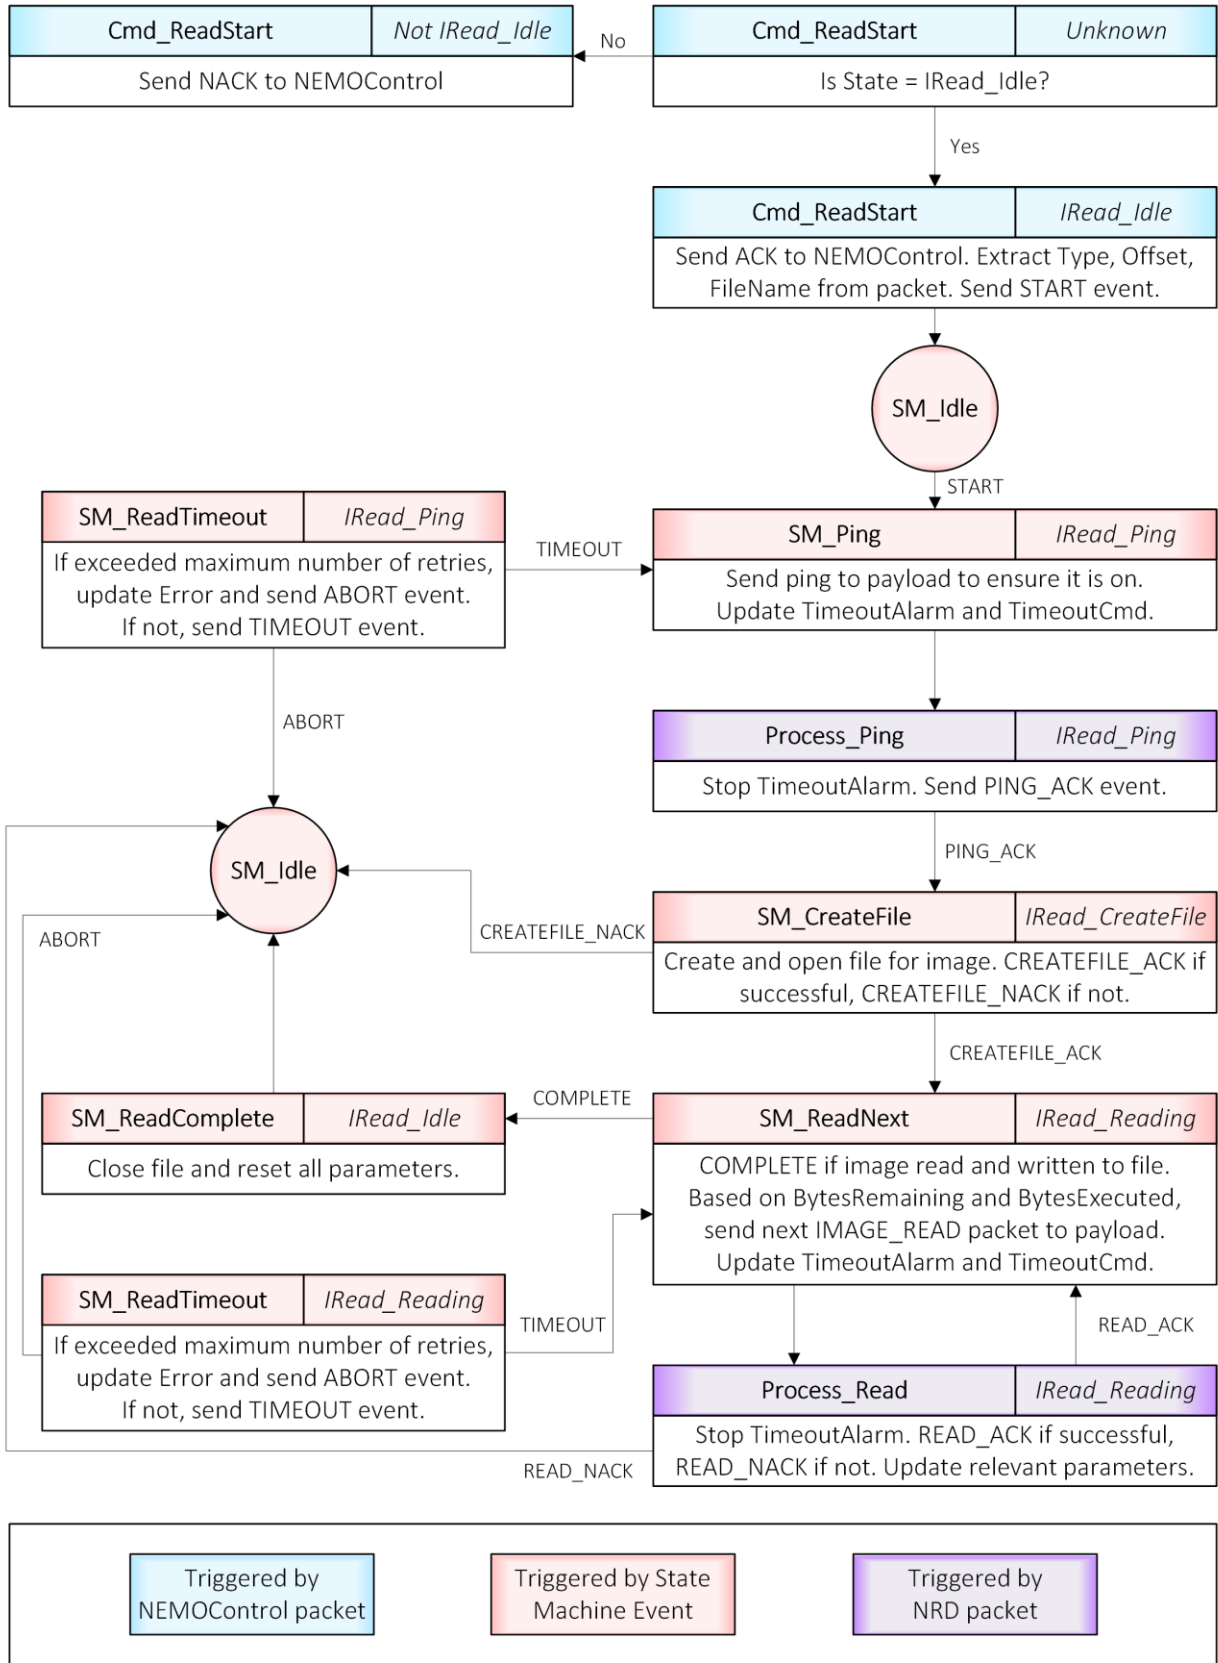 Cmd_ReadStart
Not IRead_Idle
Send NACK to NEMOControl
No
Cmd_ReadStart
Unknown
Is State = IRead_Idle?
Yes
Cmd_ReadStart
IRead_Idle
Send ACK to NEMOControl. Extract Type, Offset,
FileName from packet. Send START event.
SM_Idle
START
SM_ReadTimeout
IRead_Ping
If exceeded maximum number of retries,
update Error and send ABORT event.
If not, send TIMEOUT event.
TIMEOUT
SM_Ping
IRead_Ping
Send ping to payload to ensure it is on.
Update TimeoutAlarm and TimeoutCmd.
ABORT
Process_Ping
IRead_Ping
Stop TimeoutAlarm. Send PING_ACK event.
PING_ACK
SM_Idle
ABORT
CREATEFILE_NACK
SM_CreateFile
IRead_CreateFile
Create and open file for image. CREATEFILE_ACK if
successful, CREATEFILE_NACK if not.
CREATEFILE_ACK
SM_ReadComplete
IRead_Idle
Close file and reset all parameters.
COMPLETE
SM_ReadNext
IRead_Reading
COMPLETE if image read and written to file.
Based on BytesRemaining and BytesExecuted,
send next IMAGE_READ packet to payload.
Update TimeoutAlarm and TimeoutCmd.
SM_ReadTimeout
IRead_Reading
If exceeded maximum number of retries,
update Error and send ABORT event.
If not, send TIMEOUT event.
TIMEOUT
READ_ACK
Process_Read
IRead_Reading
Stop TimeoutAlarm. READ_ACK if successful,
READ_NACK if not. Update relevant parameters.
READ_NACK
Triggered by
NEMOControl packet
Triggered by State
Machine Event
Triggered by
NRD packet